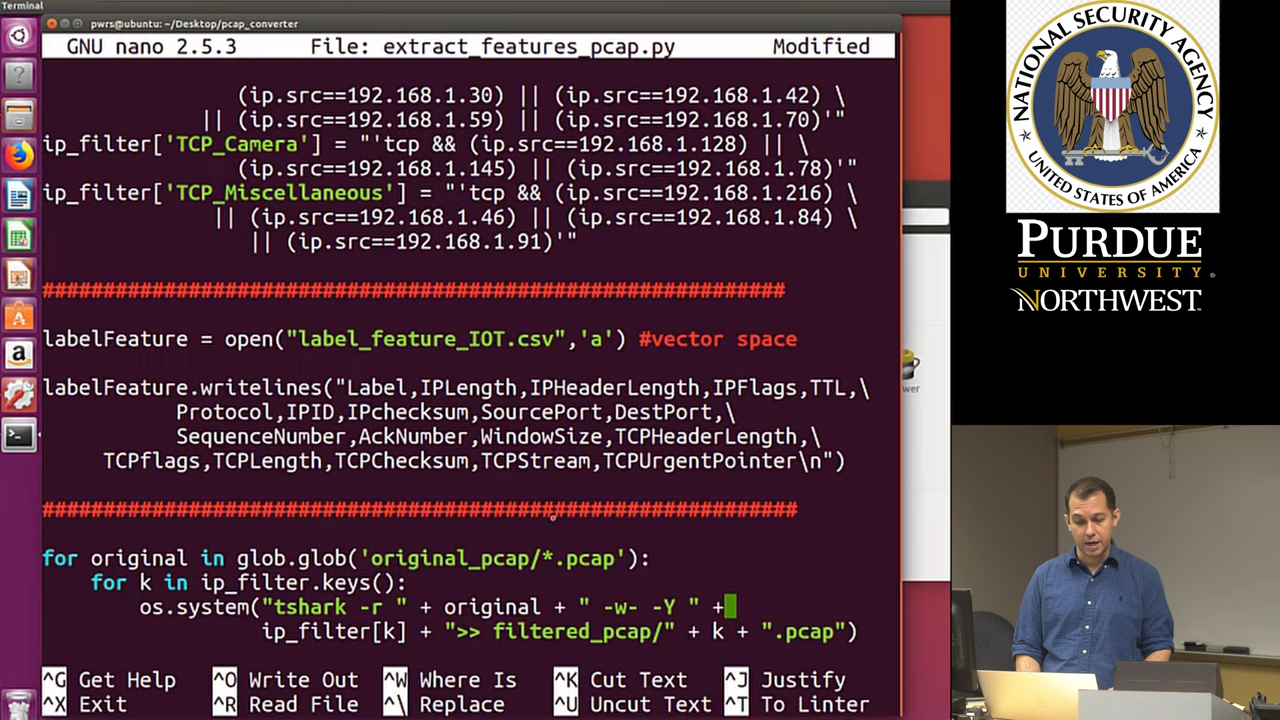 Terminal
pwrs@ubuntu: ~/Desktop/pcap_converter
GNU nano 2.5.3 File: extract_features_pcap.py Modified
(ip.src==192.168.1.30) || (ip.src==192.168.1.42) \
|| (ip.src==192.168.1.59) || (ip.src==192.168.1.70)'"
ip_filter['TCP_Camera'] = "'tcp && (ip.src==192.168.1.128) || \
(ip.src==192.168.1.145) || (ip.src==192.168.1.78)'"
ip_filter['TCP_Miscellaneous'] = "'tcp && (ip.src==192.168.1.216) \
|| (ip.src==192.168.1.46) || (ip.src==192.168.1.84) \
|| (ip.src==192.168.1.91)'"
#############################################################
labelFeature = open("label_feature_IOT.csv",'a') #vector space
labelFeature.writelines("Label,IPLength,IPHeaderLength,IPFlags,TTL,\
Protocol,IPID,IPchecksum,SourcePort,DestPort,\
SequenceNumber,AckNumber,WindowSize,TCPHeaderLength,\
TCPflags,TCPLength,TCPChecksum,TCPStream,TCPUrgentPointer\n")
##############################################################
for original in glob.glob('original_pcap/*.pcap'):
for k in ip_filter.keys():
os.system("tshark -r " + original + " -w- -Y " +
ip_filter[k] + ">> filtered_pcap/" + k + ".pcap")
^G Get Help ^O Write Out ^W Where Is ^K Cut Text ^J Justify
^X Exit ^R Read File ^\ Replace ^U Uncut Text ^T To Linter
wer
NATIONAL SECURITY AGENCY
UNITED STATES OF AMERICA
PURDUE
UNIVERSITY
NORTHWEST